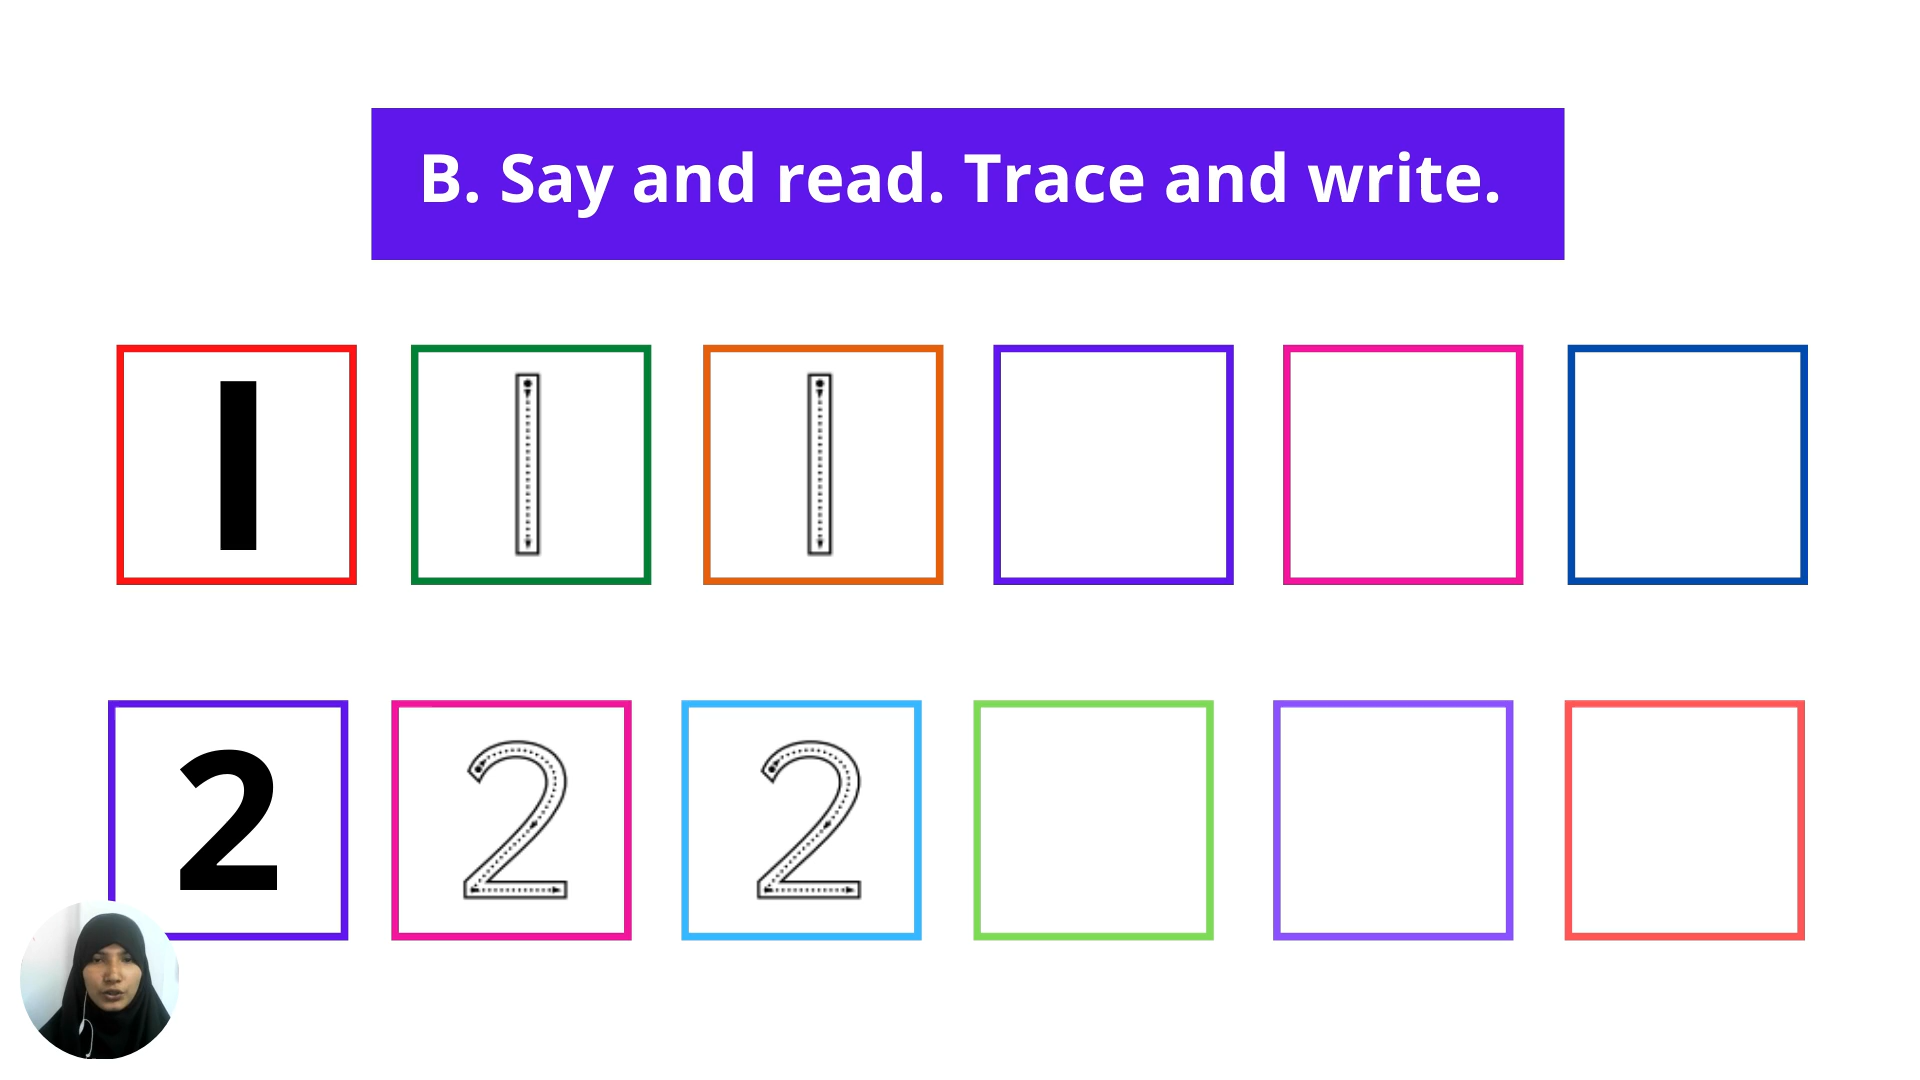 B. Say and read. Trace and write.
1 1 1
2 2 2